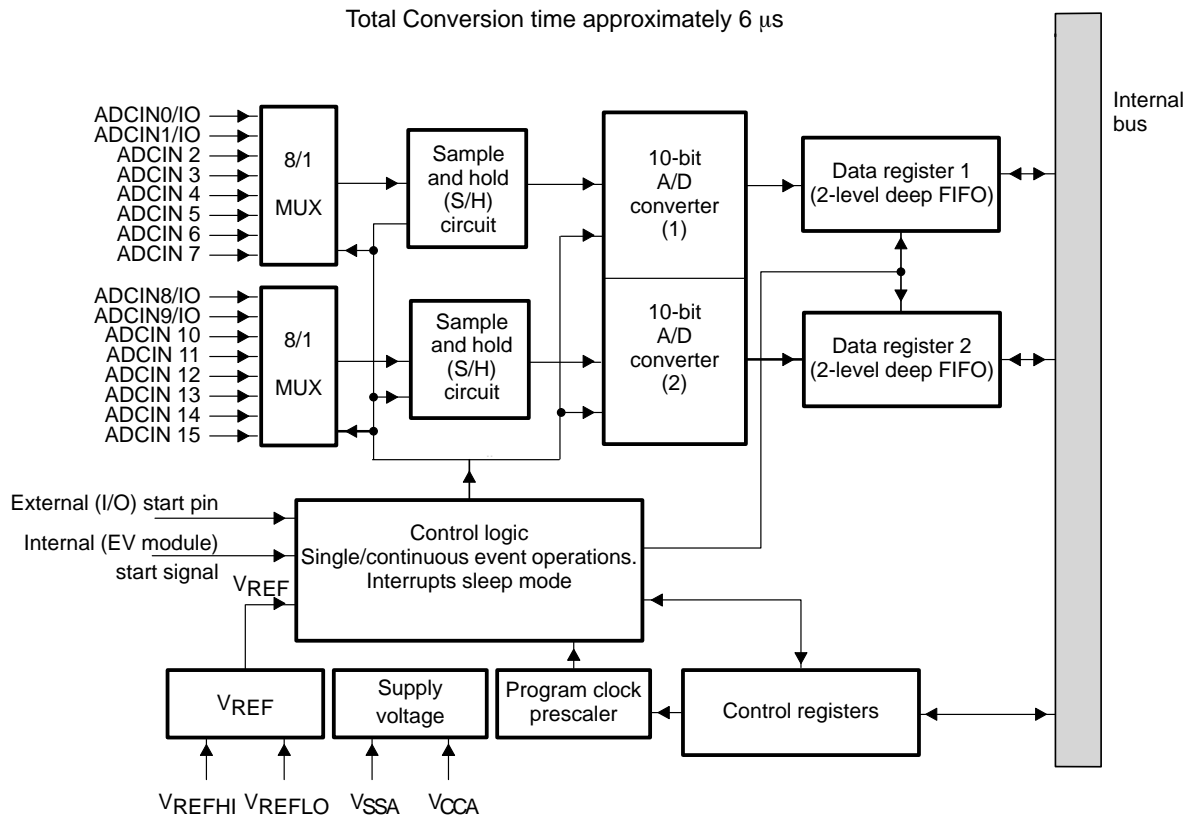 Total Conversion time approximately 6 μs
Internal
bus
ADCIN0/IO
ADCIN1/IO
ADCIN 2
ADCIN 3
ADCIN 4
ADCIN 5
ADCIN 6
ADCIN 7
8/1
MUX
Sample
and hold
(S/H)
circuit
10-bit
A/D
converter
(1)
Data register 1
(2-level deep FIFO)
ADCIN8/IO
ADCIN9/IO
ADCIN 10
ADCIN 11
ADCIN 12
ADCIN 13
ADCIN 14
ADCIN 15
8/1
MUX
Sample
and hold
(S/H)
circuit
10-bit
A/D
converter
(2)
Data register 2
(2-level deep FIFO)
External (I/O) start pin
Internal (EV module)
start signal
VREF
Control logic
Single/continuous event operations.
Interrupts sleep mode
VREF
Supply
voltage
Program clock
prescaler
Control registers
VREFHI
VREFLO
VSSA
VCCA